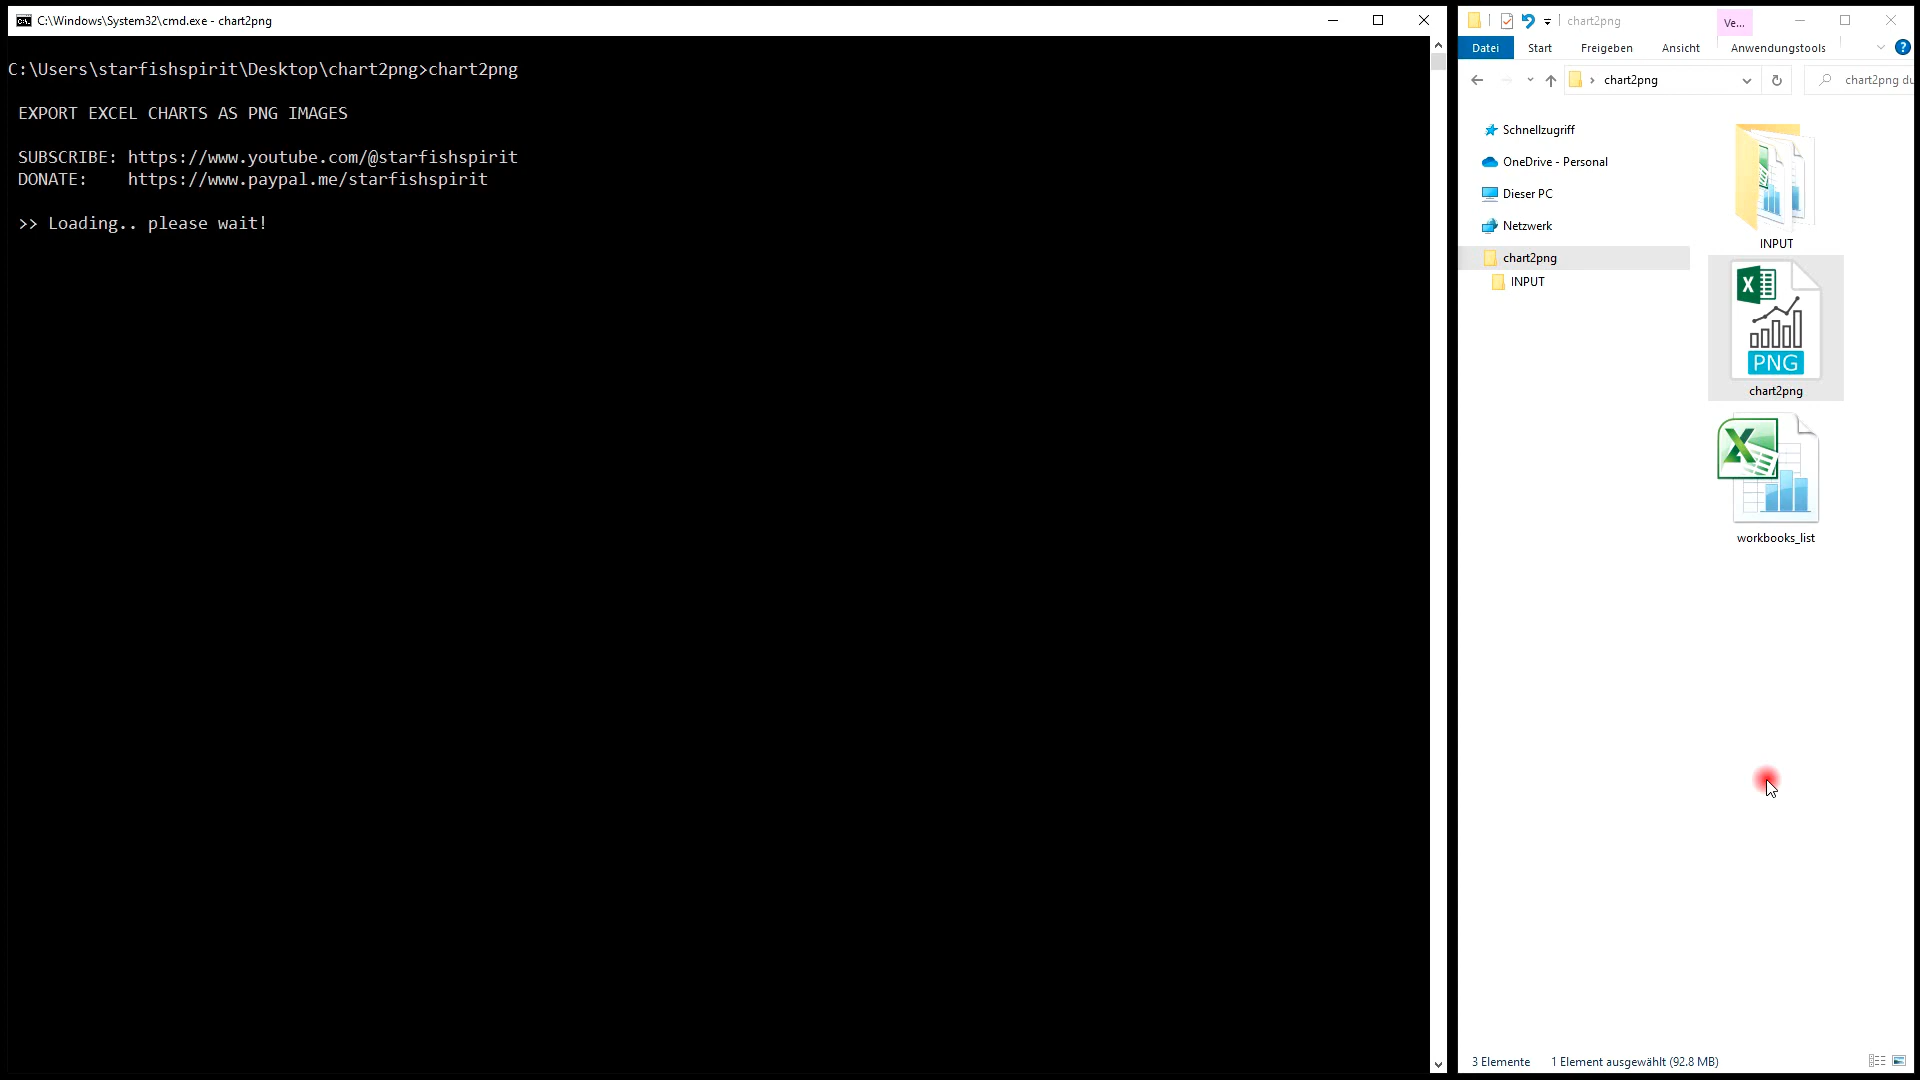 C:\Windows\System32\cmd.exe - chart2png
C:\Users\starfishspirit\Desktop\chart2png>chart2png
EXPORT EXCEL CHARTS AS PNG IMAGES
SUBSCRIBE: https://www.youtube.com/@starfishspirit
DONATE: https://www.paypal.me/starfishspirit
>> Loading.. please wait!
chart2png
Ve...
Datei Start Freigeben Ansicht Anwendungstools
chart2png
chart2png du
Schnellzugriff
OneDrive - Personal
Dieser PC
Netzwerk
chart2png
INPUT
INPUT
PNG
chart2png
workbooks_list
3 Elemente 1 Element ausgewählt (92.8 MB)